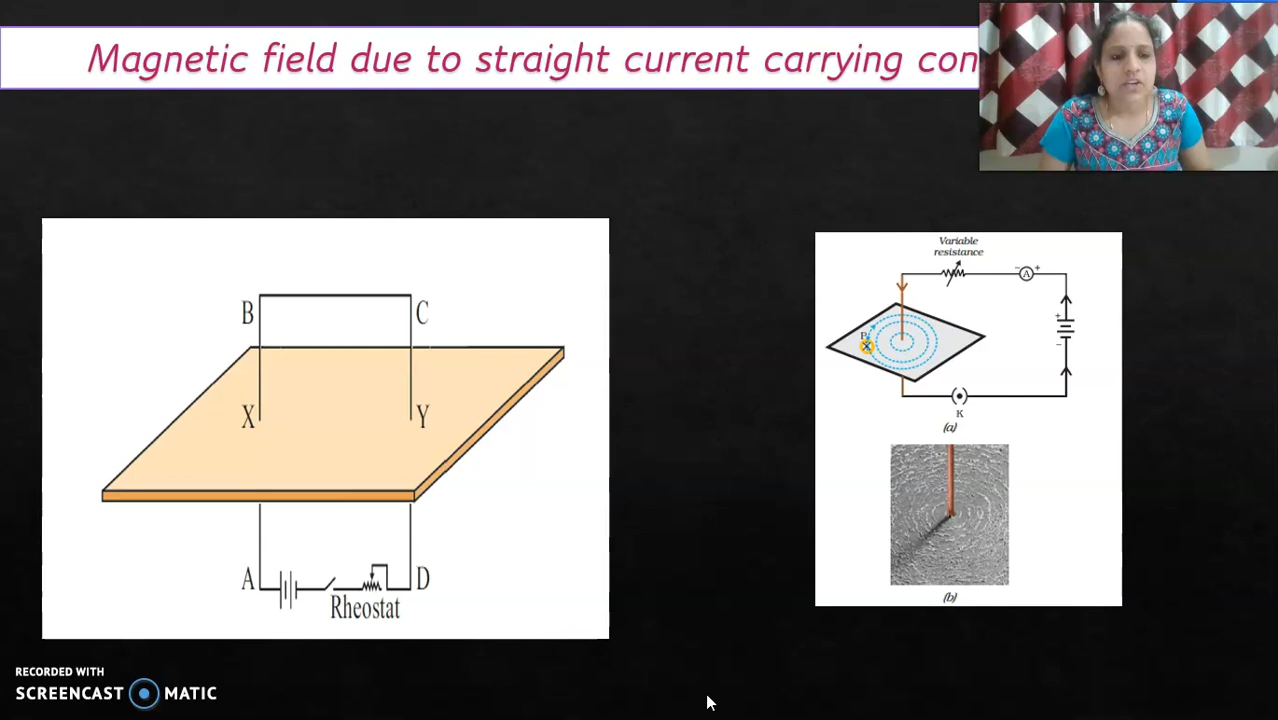 Magnetic field due to straight current carrying con
B
C
X
Y
A
D
Rheostat
Variable
resistance
− A +
P
X
+
−
K
(a)
(b)
RECORDED WITH
SCREENCAST MATIC